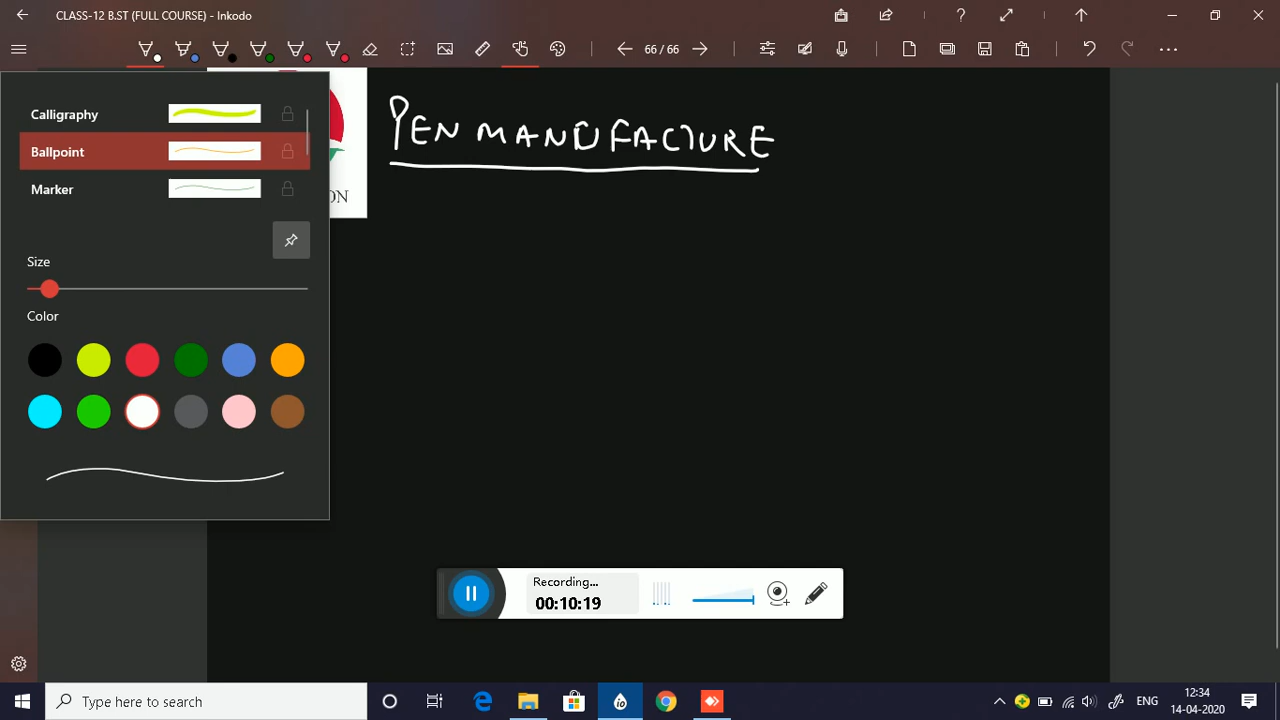 CLASS-12 B.ST (FULL COURSE) - Inkodo
66 / 66
Calligraphy
Ballpoint
Marker
Size
Color
ON
PEN MANUFACTURE
Recording...
00:10:19
Type here to search
ENG
12:34
14-04-2020